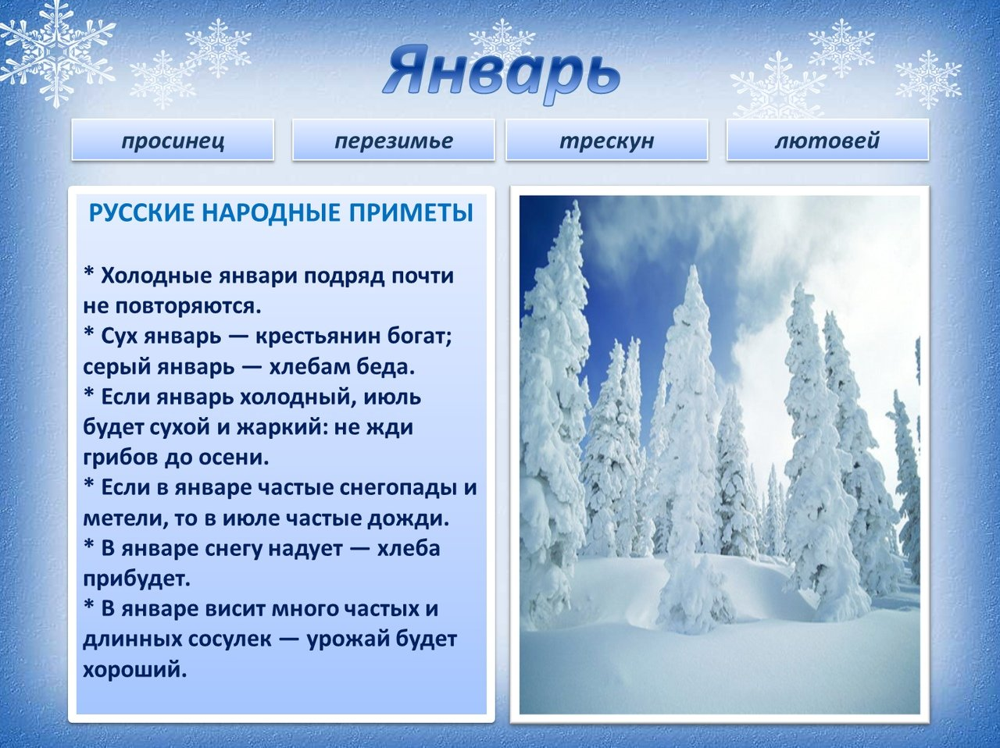 Январь
просинец
перезимье
трескун
лютовей
РУССКИЕ НАРОДНЫЕ ПРИМЕТЫ
* Холодные январи подряд почти
не повторяются.
* Сух январь — крестьянин богат;
серый январь — хлебам беда.
* Если январь холодный, июль
будет сухой и жаркий: не жди
грибов до осени.
* Если в январе частые снегопады и
метели, то в июле частые дожди.
* В январе снегу надует — хлеба
прибудет.
* В январе висит много частых и
длинных сосулек — урожай будет
хороший.